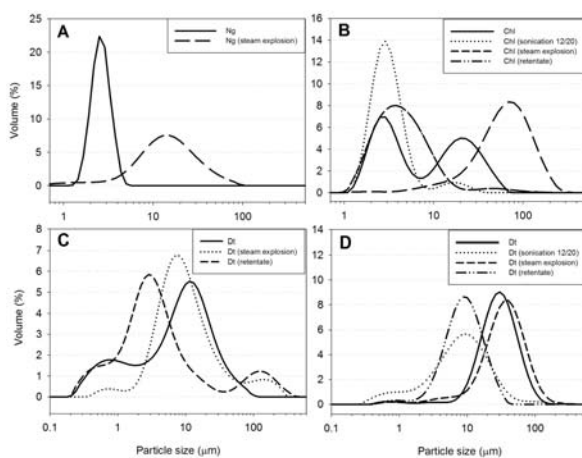 A
Ng
Ng (steam explosion)
Volume (%)
25
20
15
10
5
0
1
10
100
B
Chl
Chl (sonication 12/20)
Chl (steam explosion)
Chl (retentate)
16
14
12
10
8
6
4
2
0
1
10
100
C
Dt
Dt (steam explosion)
Dt (retentate)
Volume (%)
8
7
6
5
4
3
2
1
0
0.1
1
10
100
Particle size (µm)
D
Dt
Dt (sonication 12/20)
Dt (steam explosion)
Dt (retentate)
14
12
10
8
6
4
2
0
0.1
1
10
100
Particle size (µm)